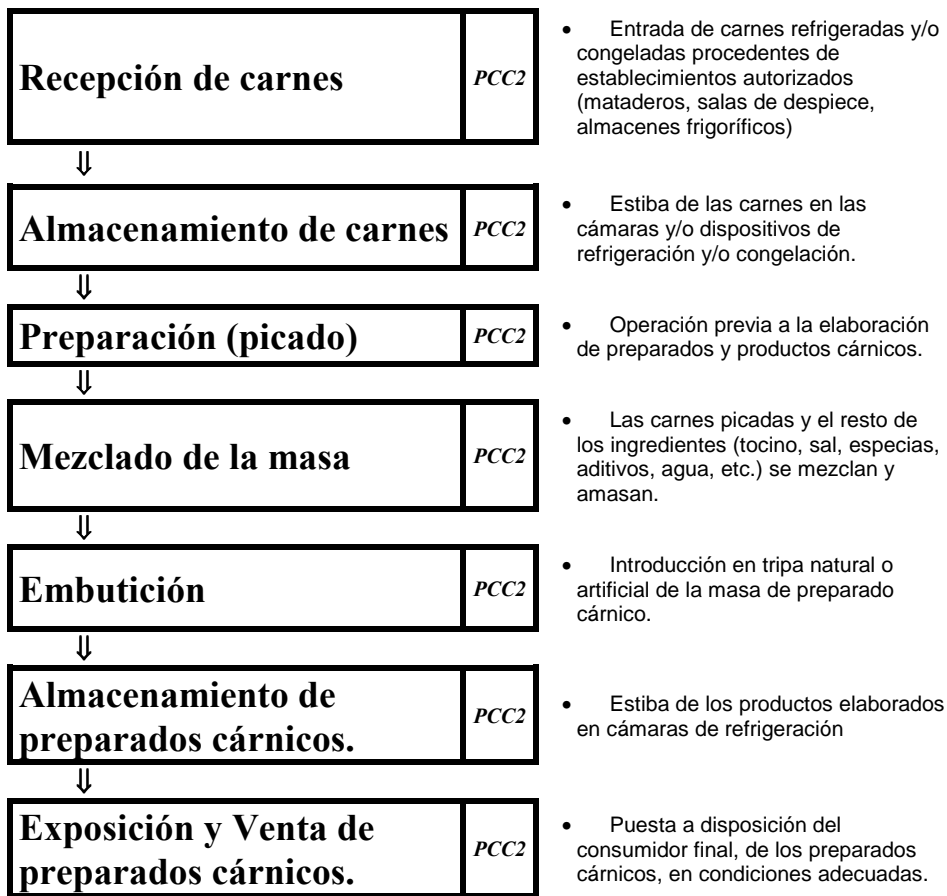 Recepción de carnes PCC2
• Entrada de carnes refrigeradas y/o
congeladas procedentes de
establecimientos autorizados
(mataderos, salas de despiece,
almacenes frigoríficos)
⇓
Almacenamiento de carnes PCC2
• Estiba de las carnes en las
cámaras y/o dispositivos de
refrigeración y/o congelación.
⇓
Preparación (picado) PCC2
• Operación previa a la elaboración
de preparados y productos cárnicos.
⇓
Mezclado de la masa PCC2
• Las carnes picadas y el resto de
los ingredientes (tocino, sal, especias,
aditivos, agua, etc.) se mezclan y
amasan.
⇓
Embutición PCC2
• Introducción en tripa natural o
artificial de la masa de preparado
cárnico.
⇓
Almacenamiento de
preparados cárnicos. PCC2
• Estiba de los productos elaborados
en cámaras de refrigeración
⇓
Exposición y Venta de
preparados cárnicos. PCC2
• Puesta a disposición del
consumidor final, de los preparados
cárnicos, en condiciones adecuadas.